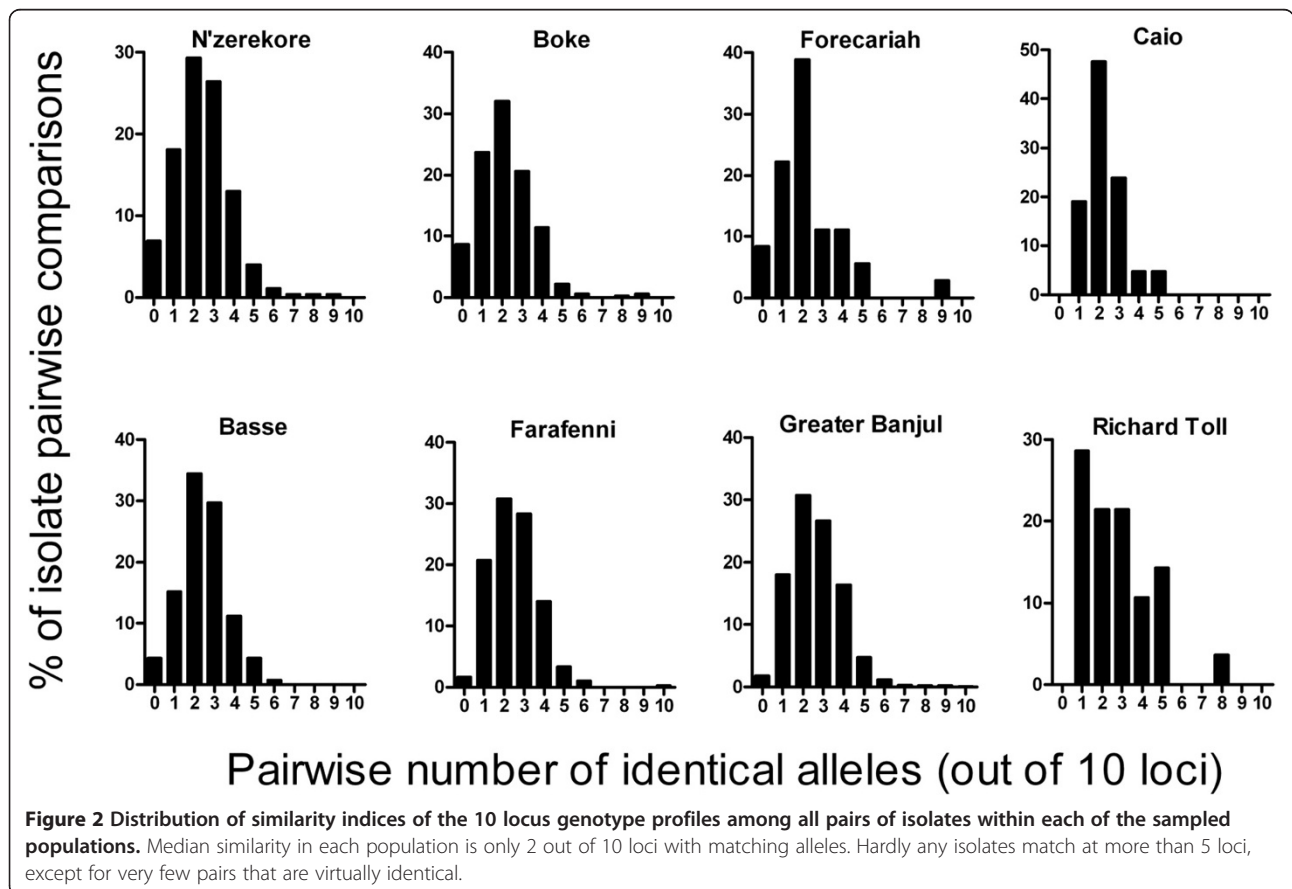 % of isolate pairwise comparisons
N'zerekore
30
20
10
0
0 1 2 3 4 5 6 7 8 9 10
Boke
40
30
20
10
0
0 1 2 3 4 5 6 7 8 9 10
Forecariah
40
30
20
10
0
0 1 2 3 4 5 6 7 8 9 10
Caio
50
40
30
20
10
0
0 1 2 3 4 5 6 7 8 9 10
Basse
40
30
20
10
0
0 1 2 3 4 5 6 7 8 9 10
Farafenni
40
30
20
10
0
0 1 2 3 4 5 6 7 8 9 10
Greater Banjul
40
30
20
10
0
0 1 2 3 4 5 6 7 8 9 10
Richard Toll
30
20
10
0
0 1 2 3 4 5 6 7 8 9 10
Pairwise number of identical alleles (out of 10 loci)
Figure 2 Distribution of similarity indices of the 10 locus genotype profiles among all pairs of isolates within each of the sampled
populations. Median similarity in each population is only 2 out of 10 loci with matching alleles. Hardly any isolates match at more than 5 loci,
except for very few pairs that are virtually identical.